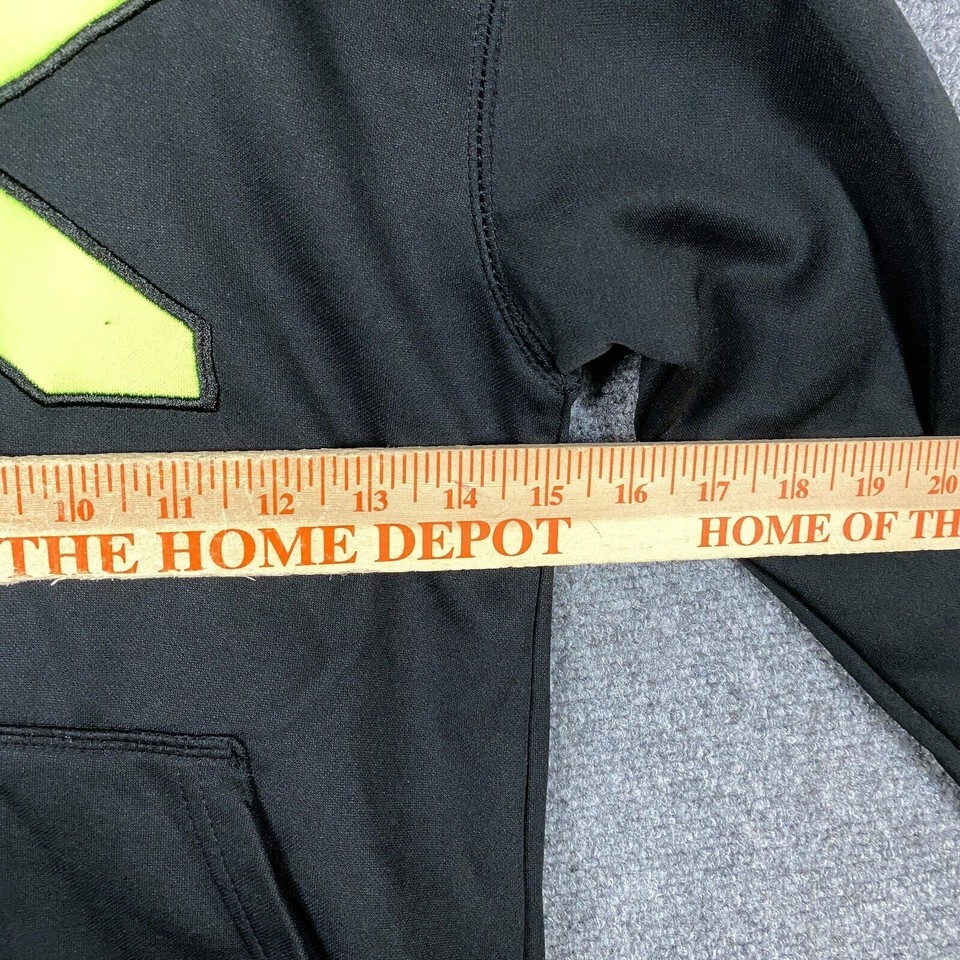 10 11 12 13 14 15 16 17 18 19 20
THE HOME DEPOT HOME OF TH